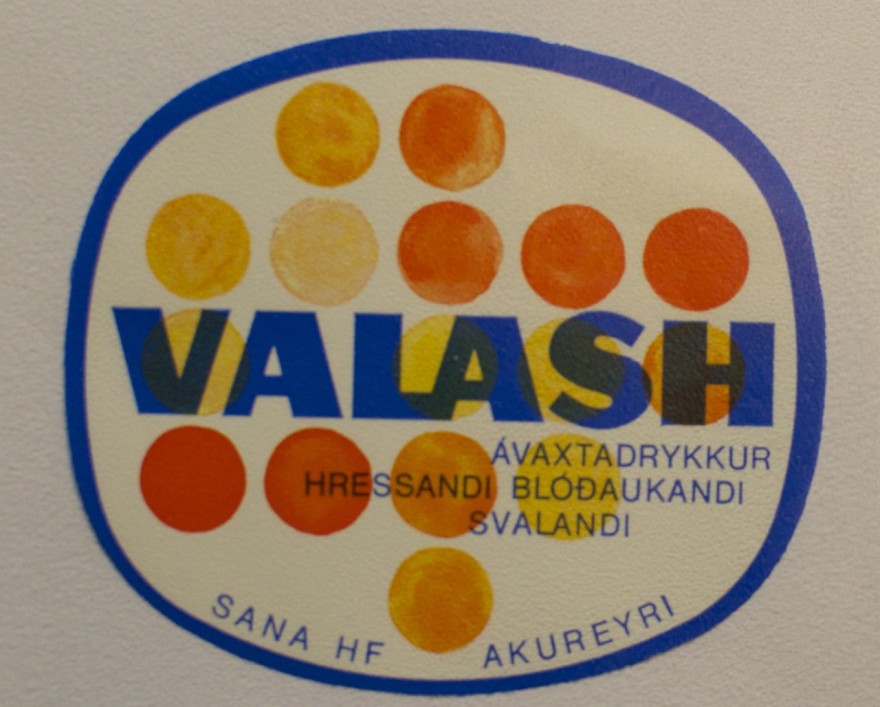 VALASH
ÁVAXTADRYKKUR
HRESSANDI BLÓÐAUKANDI
SVALANDI
SANA HF AKUREYRI